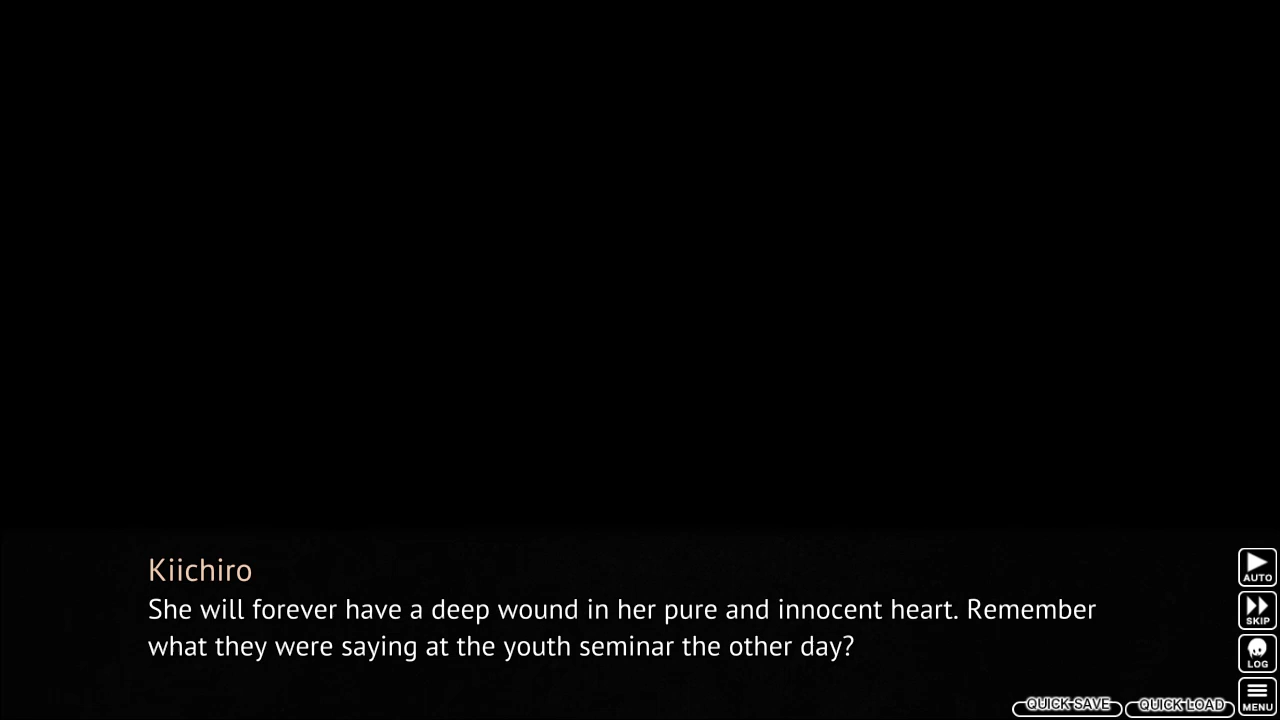 Kiichiro
She will forever have a deep wound in her pure and innocent heart. Remember
what they were saying at the youth seminar the other day?
AUTO
SKIP
LOG
MENU
QUICK SAVE
QUICK LOAD